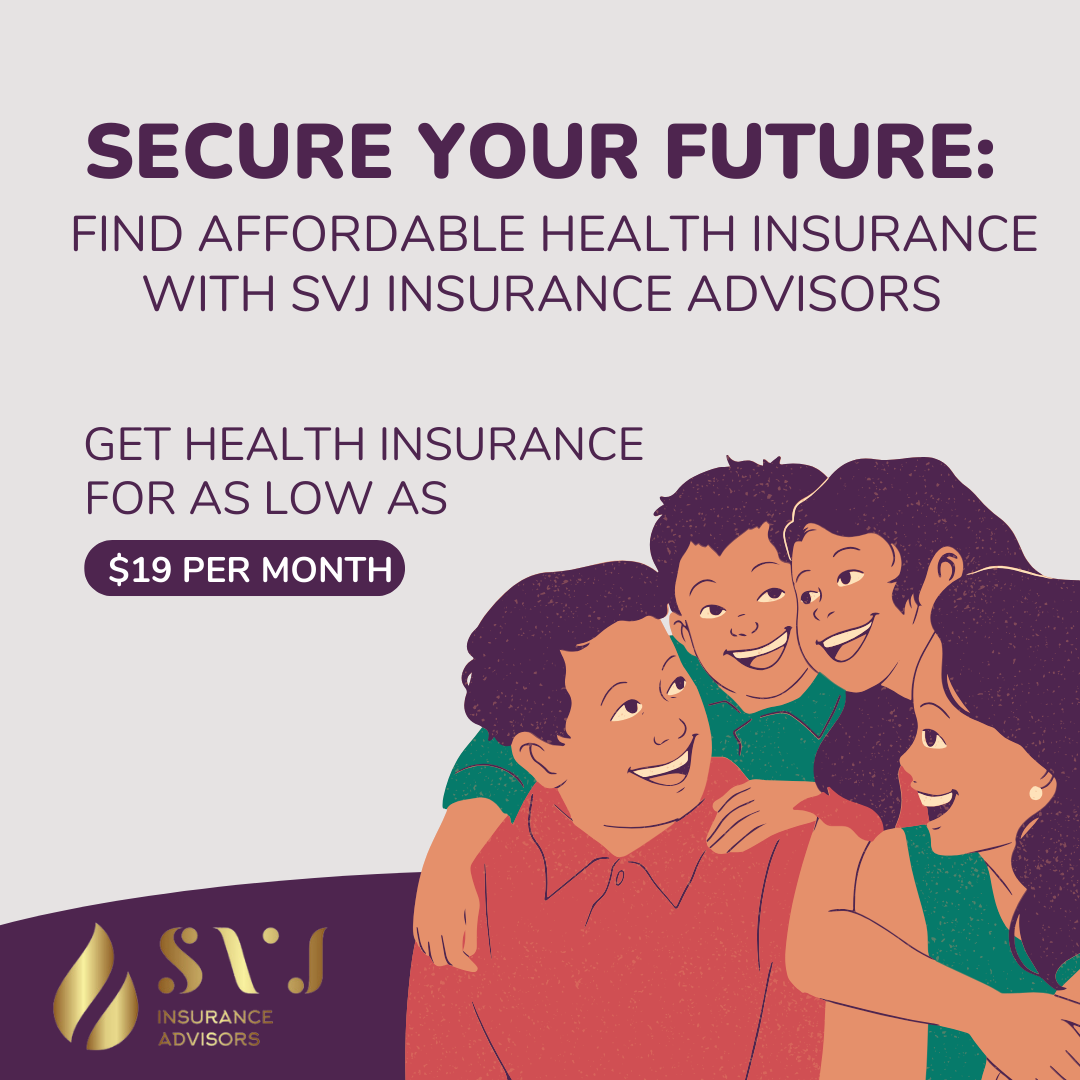 SECURE YOUR FUTURE:
FIND AFFORDABLE HEALTH INSURANCE
WITH SVJ INSURANCE ADVISORS
GET HEALTH INSURANCE
FOR AS LOW AS
$19 PER MONTH
SVJ
INSURANCE
ADVISORS